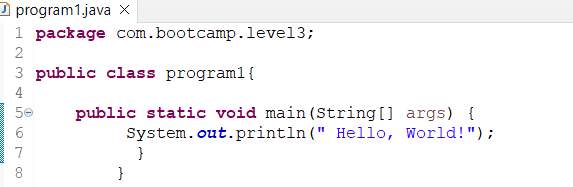 program1.java
1 package com.bootcamp.level3;
2
3 public class program1{
4
5 public static void main(String[] args) {
6 System.out.println(" Hello, World!");
7 }
8 }